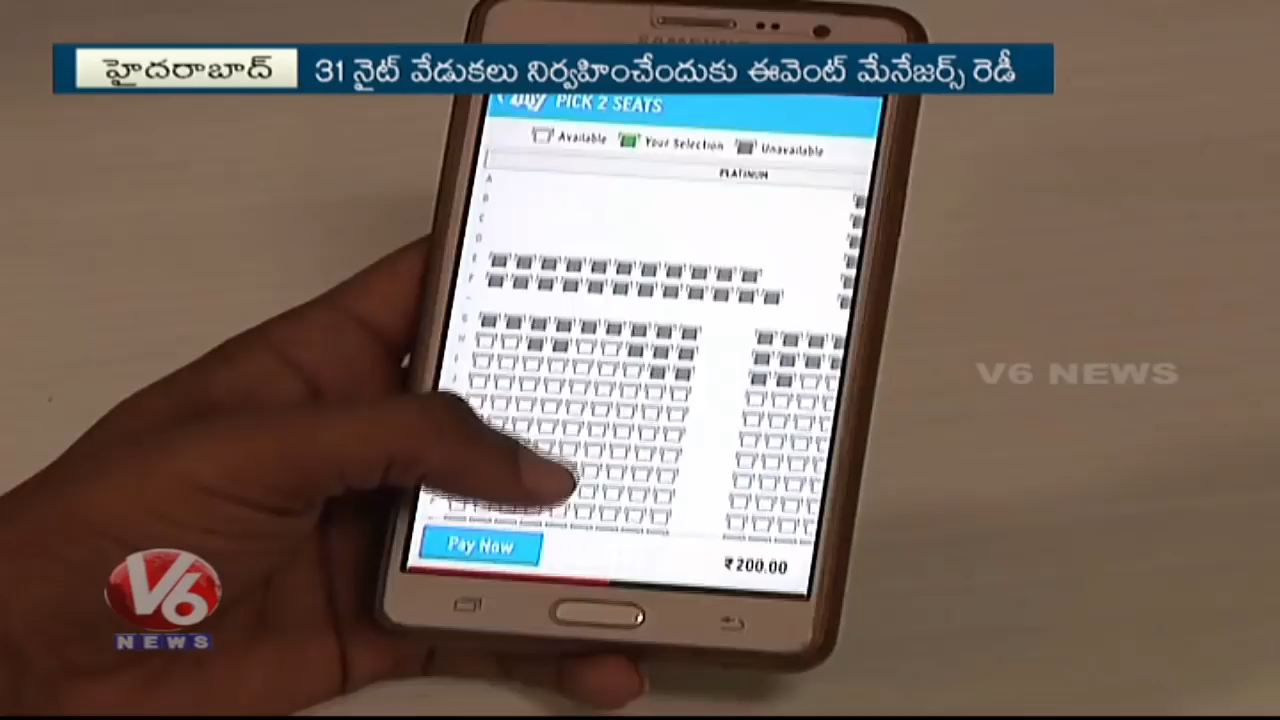 SAMSUNG
హైదరాబాద్ 31 నైట్ వేడుకలు నిర్వహించేందుకు ఈవెంట్ మేనేజర్స్ రెడీ
my PICK 2 SEATS
Available Your Selection Unavailable
PLATINUM
A
B
C
D
E
F
G
H
V6 NEWS
Pay Now ₹200.00
V6
NEWS